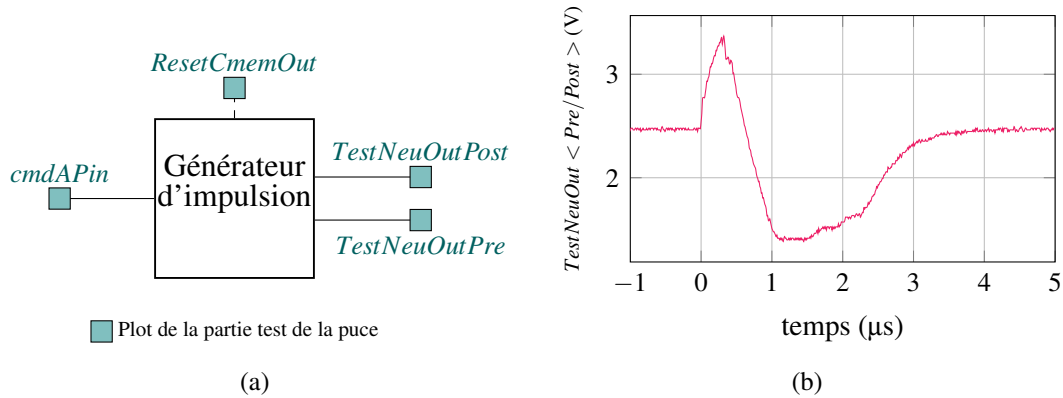 ResetCmemOut
cmdAPin
Générateur
d'impulsion
TestNeuOutPost
TestNeuOutPre
Plot de la partie test de la puce
(a)
TestNeuOut < Pre/Post > (V)
3
2
−1 0 1 2 3 4 5
temps (µs)
(b)